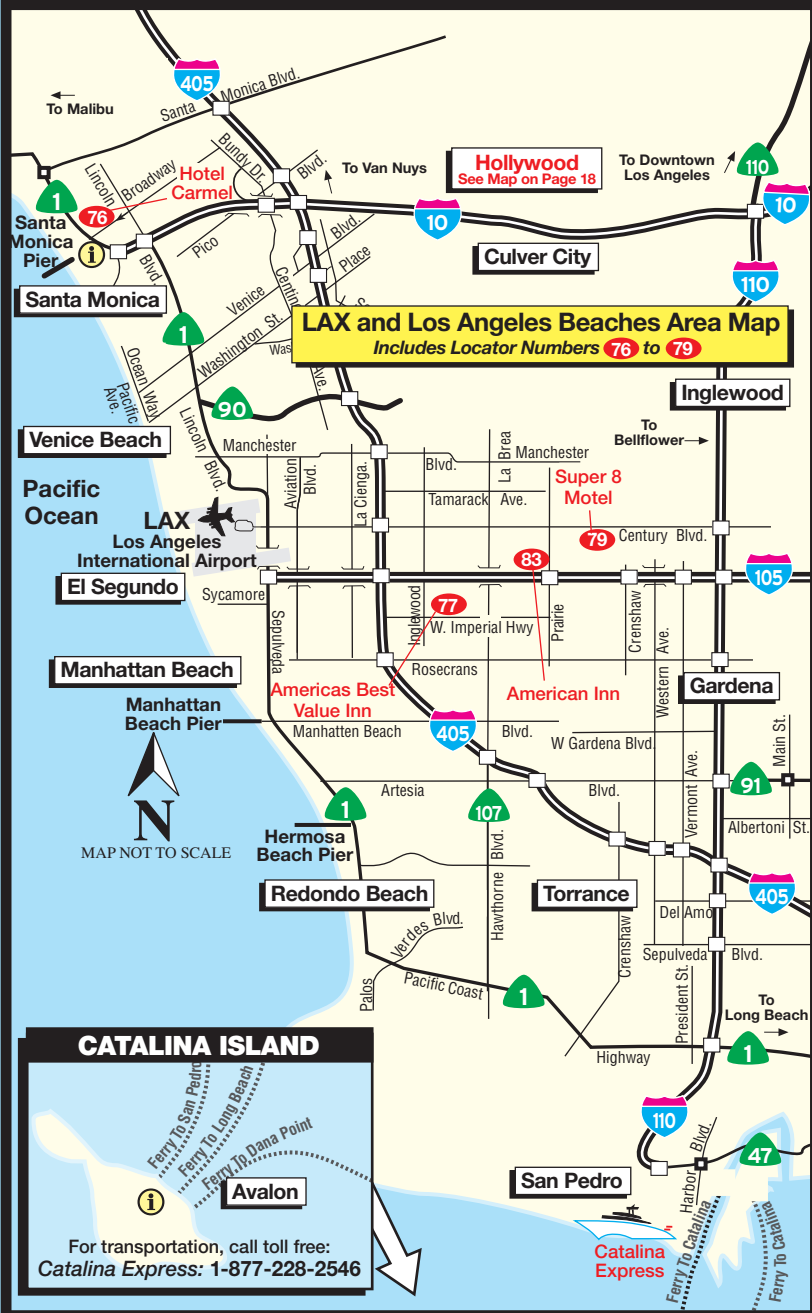 405
Santa Monica Blvd.
To Malibu
Bundy Dr.
Blvd.
To Van Nuys
Hollywood
See Map on Page 18
To Downtown
Los Angeles
110
Lincoln
Broadway
Hotel
Carmel
1
76
10
10
Santa
Monica
Pier
i
Blvd.
Pico
Blvd.
Place
Culver City
110
Santa Monica
Venice
Washington St.
Centin
Was
Ave.
LAX and Los Angeles Beaches Area Map
Includes Locator Numbers 76 to 79
1
Ocean Way
Pacific
Ave.
90
Inglewood
Lincoln Blvd.
To
Bellflower
Venice Beach
Manchester
Blvd.
La Brea
Manchester
Aviation
Blvd.
La Cienga.
Tamarack Ave.
Super 8
Motel
Pacific
Ocean
LAX
Los Angeles
International Airport
79
Century Blvd.
83
105
El Segundo
Sycamore
Sepulveda
Inglewood
77
W. Imperial Hwy
Prairie
Crenshaw
Western Ave.
Rosecrans
Manhattan Beach
Americas Best
Value Inn
American Inn
Gardena
Manhattan
Beach Pier
Manhatten Beach
405
Blvd.
W Gardena Blvd.
Main St.
N
MAP NOT TO SCALE
Artesia
Blvd.
91
1
107
Vermont Ave.
Albertoni St.
Hermosa
Beach Pier
Hawthorne Blvd.
Redondo Beach
Torrance
405
Del Amo
Palos Verdes Blvd.
Crenshaw
Sepulveda Blvd.
Pacific Coast
1
President St.
To
Long Beach
Highway
1
110
Harbor Blvd.
47
San Pedro
Catalina
Express
Ferry To Catalina
Ferry To Catalina
CATALINA ISLAND
Ferry To San Pedro
Ferry To Long Beach
Ferry To Dana Point
i
Avalon
For transportation, call toll free:
Catalina Express: 1-877-228-2546